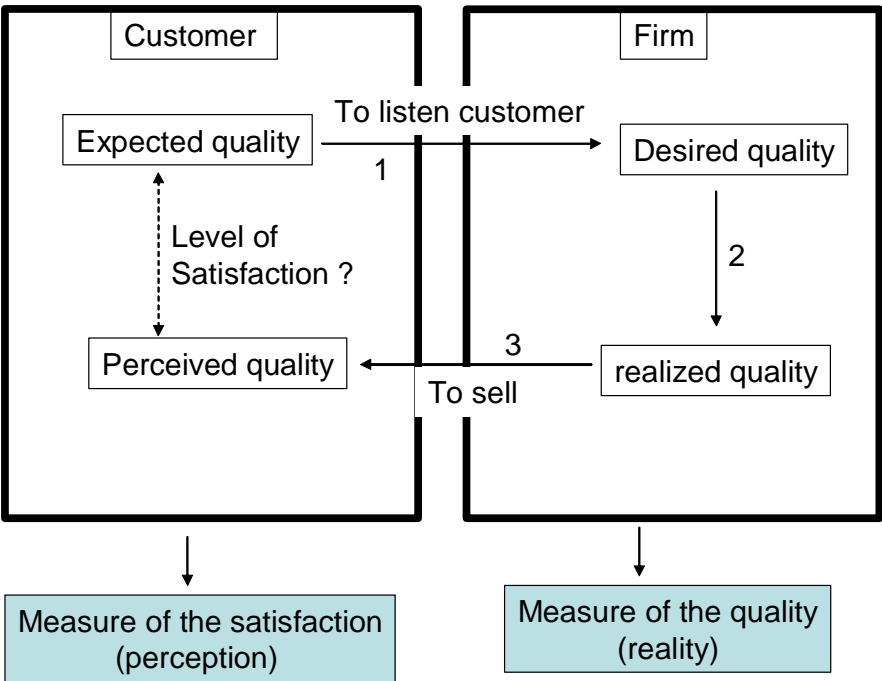 Customer
Firm
To listen customer
Expected quality
1
Desired quality
Level of
Satisfaction ?
2
Perceived quality
3
realized quality
To sell
Measure of the satisfaction
(perception)
Measure of the quality
(reality)